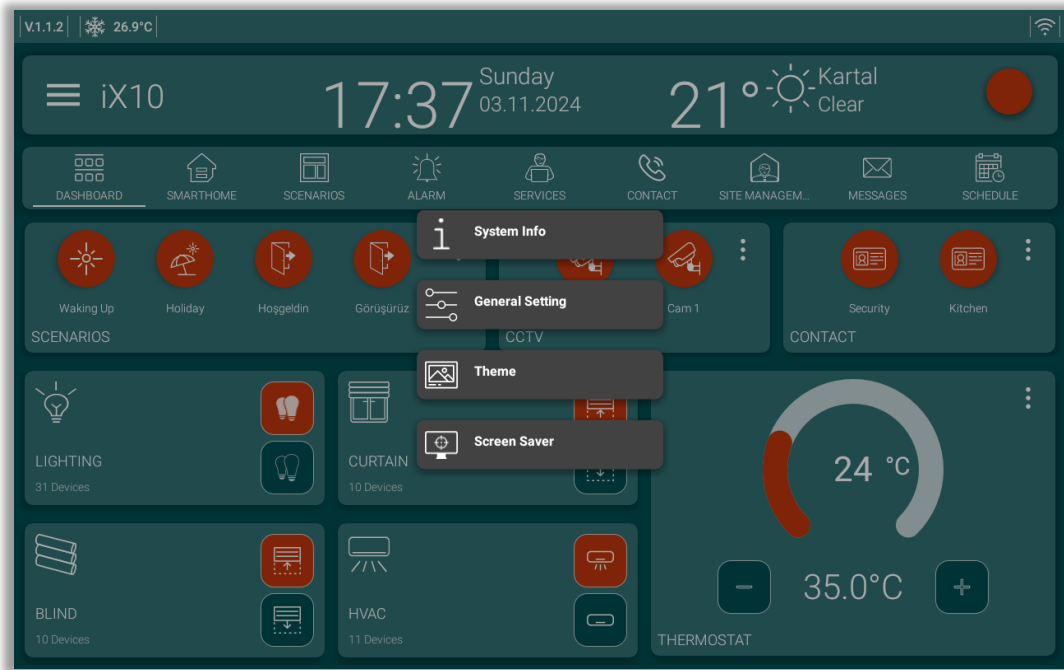 V.1.1.2
26.9°C
iX10
17:37
Sunday
03.11.2024
21°
Kartal
Clear
DASHBOARD
SMARTHOME
SCENARIOS
ALARM
SERVICES
CONTACT
SITE MANAGEM...
MESSAGES
SCHEDULE
System Info
General Setting
Theme
Screen Saver
Waking Up
Holiday
Hoşgeldin
Görüşürüz
SCENARIOS
Cam 1
CCTV
Security
Kitchen
CONTACT
LIGHTING
31 Devices
CURTAIN
10 Devices
BLIND
10 Devices
HVAC
11 Devices
24 °C
35.0°C
THERMOSTAT